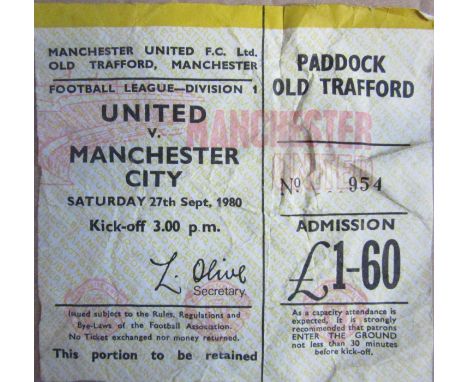 MANCHESTER UNITED F.C. Ltd.
OLD TRAFFORD, MANCHESTER
FOOTBALL LEAGUE—DIVISION 1
UNITED
v.
MANCHESTER
CITY
SATURDAY 27th Sept, 1980
Kick-off 3.00 p.m.
L. Olive
Secretary.
Issued subject to the Rules, Regulations and
Bye-Laws of the Football Association.
No Ticket exchanged nor money returned.
This portion to be retained
PADDOCK
OLD TRAFFORD
MANCHESTER
UNITED
No 954
ADMISSION
£1-60
As a capacity attendance is
expected, it is strongly
recommended that patrons
ENTER THE GROUND
not less than 30 minutes
before kick-off.